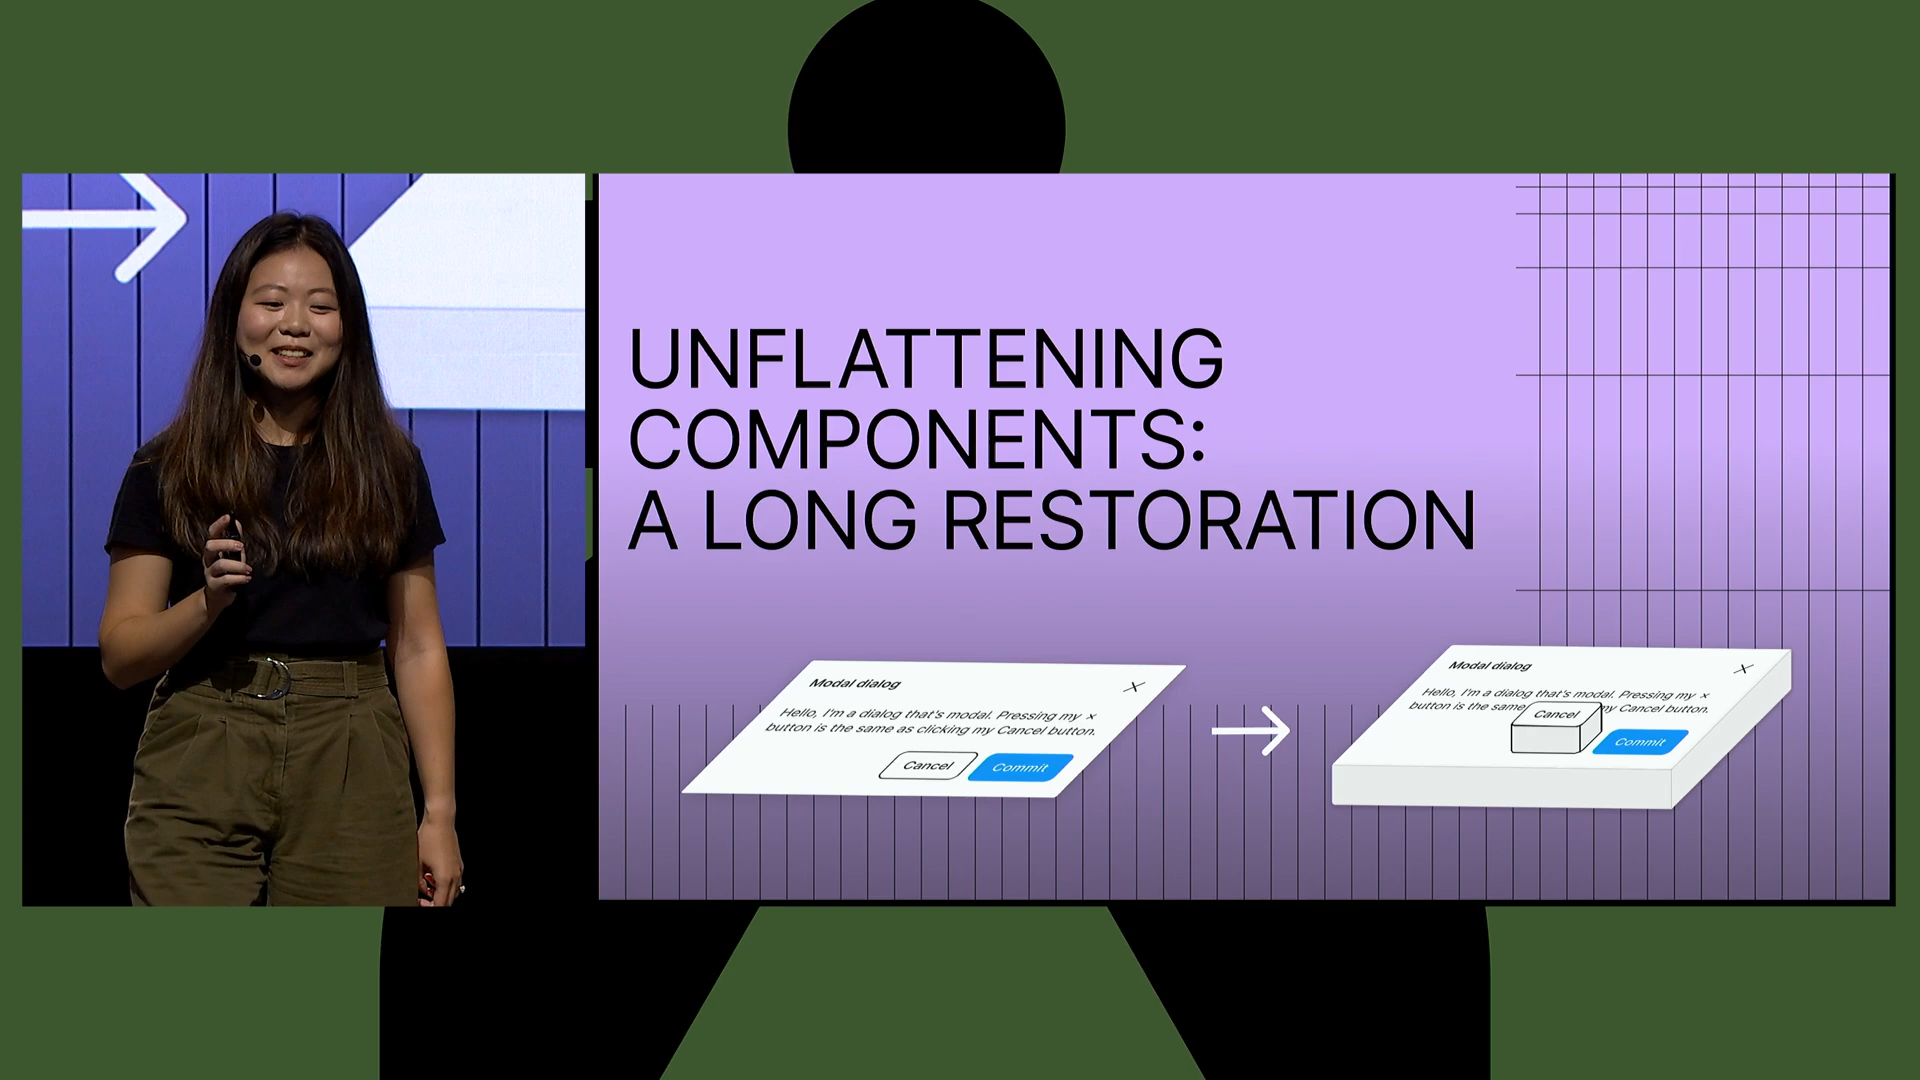 UNFLATTENING
COMPONENTS:
A LONG RESTORATION
Modal dialog
Hello, I'm a dialog that's modal. Pressing my ×
button is the same as clicking my Cancel button.
Cancel
Commit
Modal dialog
Hello, I'm a dialog that's modal. Pressing my ×
button is the same my Cancel button.
Cancel
Commit